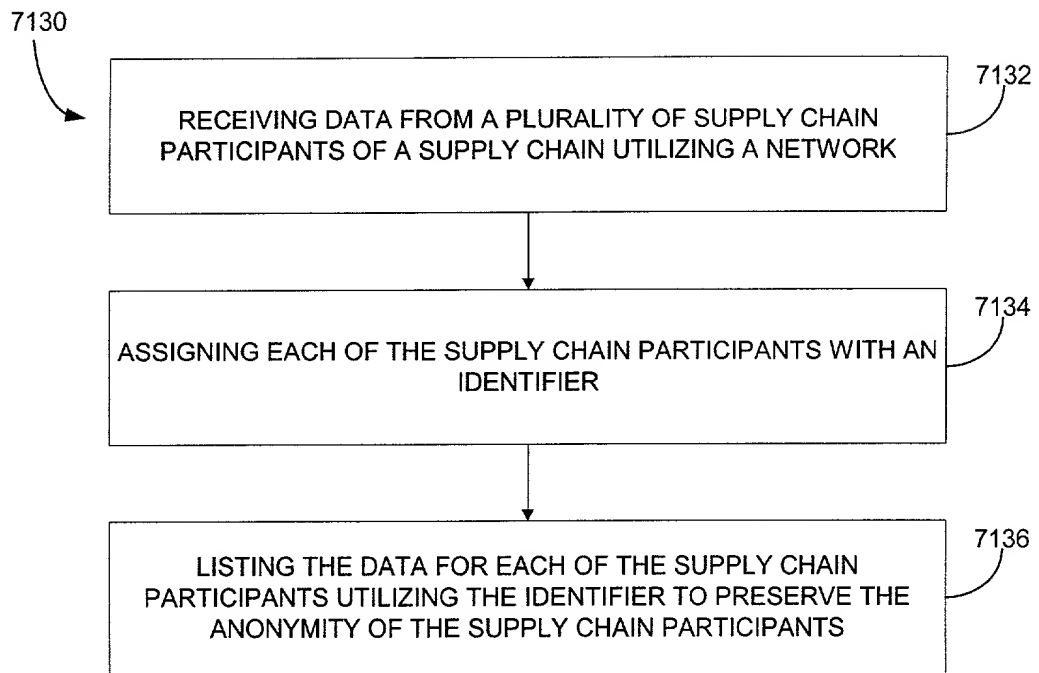 7130
7132
RECEIVING DATA FROM A PLURALITY OF SUPPLY CHAIN
PARTICIPANTS OF A SUPPLY CHAIN UTILIZING A NETWORK
7134
ASSIGNING EACH OF THE SUPPLY CHAIN PARTICIPANTS WITH AN
IDENTIFIER
7136
LISTING THE DATA FOR EACH OF THE SUPPLY CHAIN
PARTICIPANTS UTILIZING THE IDENTIFIER TO PRESERVE THE
ANONYMITY OF THE SUPPLY CHAIN PARTICIPANTS